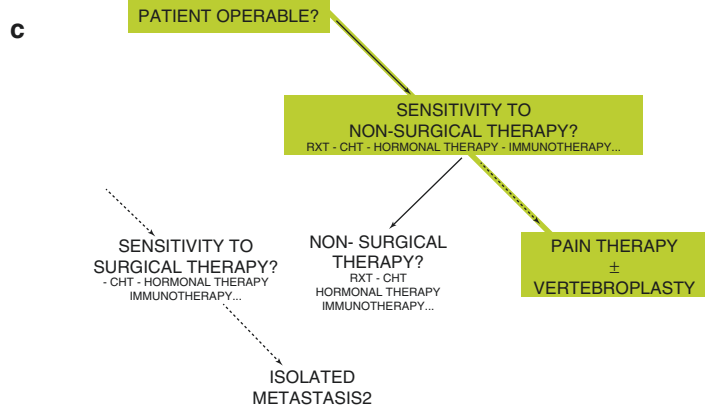 c
PATIENT OPERABLE?
SENSITIVITY TO
NON-SURGICAL THERAPY?
RXT - CHT - HORMONAL THERAPY - IMMUNOTHERAPY...
SENSITIVITY TO
SURGICAL THERAPY?
- CHT - HORMONAL THERAPY
IMMUNOTHERAPY...
NON- SURGICAL
THERAPY?
RXT - CHT
HORMONAL THERAPY
IMMUNOTHERAPY...
PAIN THERAPY
±
VERTEBROPLASTY
ISOLATED
METASTASIS2